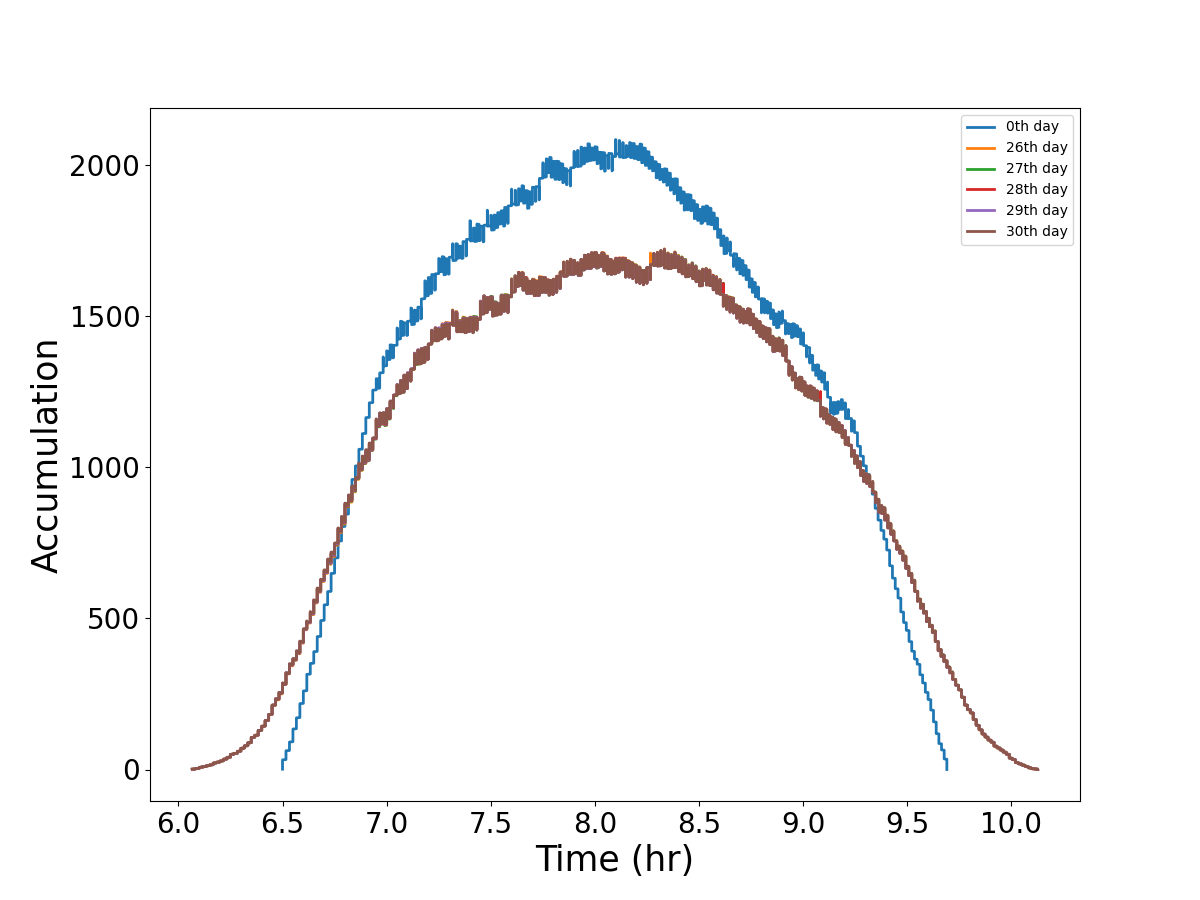 0th day
26th day
27th day
28th day
29th day
30th day
2000
1500
1000
500
0
Accumulation
6.0 6.5 7.0 7.5 8.0 8.5 9.0 9.5 10.0
Time (hr)